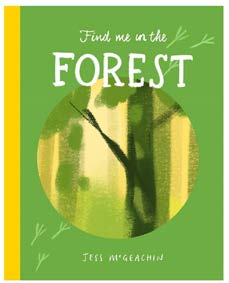 Find me in the
FOREST
JESS McGEACHIN